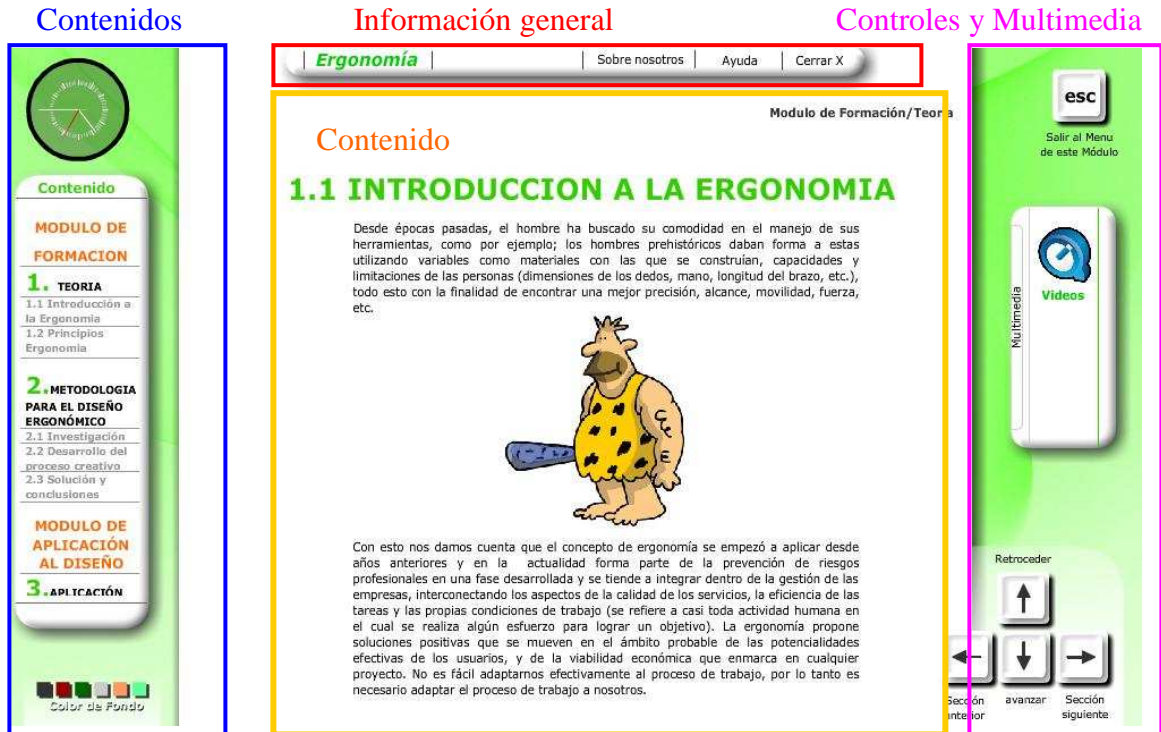 Contenidos
Información general
Controles y Multimedia
Ergonomía
Sobre nosotros
Ayuda
Cerrar X
Contenido
MODULO DE
FORMACION
1. TEORIA
1.1 Introducción a
la Ergonomia
1.2 Principios
Ergonomia
2.METODOLOGIA
PARA EL DISEÑO
ERGONÓMICO
2.1 Investigación
2.2 Desarrollo del
proceso creativo
2.3 Solución y
conclusiones
MODULO DE
APLICACIÓN
AL DISEÑO
3.APLICACIÓN
Color de Fondo
Modulo de Formación/Teoria
Contenido
1.1 INTRODUCCION A LA ERGONOMIA
Desde épocas pasadas, el hombre ha buscado su comodidad en el manejo de sus
herramientas, como por ejemplo; los hombres prehistóricos daban forma a estas
utilizando variables como materiales con las que se construían, capacidades y
limitaciones de las personas (dimensiones de los dedos, mano, longitud del brazo, etc.),
todo esto con la finalidad de encontrar una mejor precisión, alcance, movilidad, fuerza,
etc.
Con esto nos damos cuenta que el concepto de ergonomía se empezó a aplicar desde
años anteriores y en la actualidad forma parte de la prevención de riesgos
profesionales en una fase desarrollada y se tiende a integrar dentro de la gestión de las
empresas, interconectando los aspectos de la calidad de los servicios, la eficiencia de las
tareas y las propias condiciones de trabajo (se refiere a casi toda actividad humana en
el cual se realiza algún esfuerzo para lograr un objetivo). La ergonomía propone
soluciones positivas que se mueven en el ámbito probable de las potencialidades
efectivas de los usuarios, y de la viabilidad económica que enmarca en cualquier
proyecto. No es fácil adaptarnos efectivamente al proceso de trabajo, por lo tanto es
necesario adaptar el proceso de trabajo a nosotros.
esc
Salir al Menu
de este Módulo
Multimedia
Videos
Retroceder
Sección
anterior
avanzar
Sección
siguiente